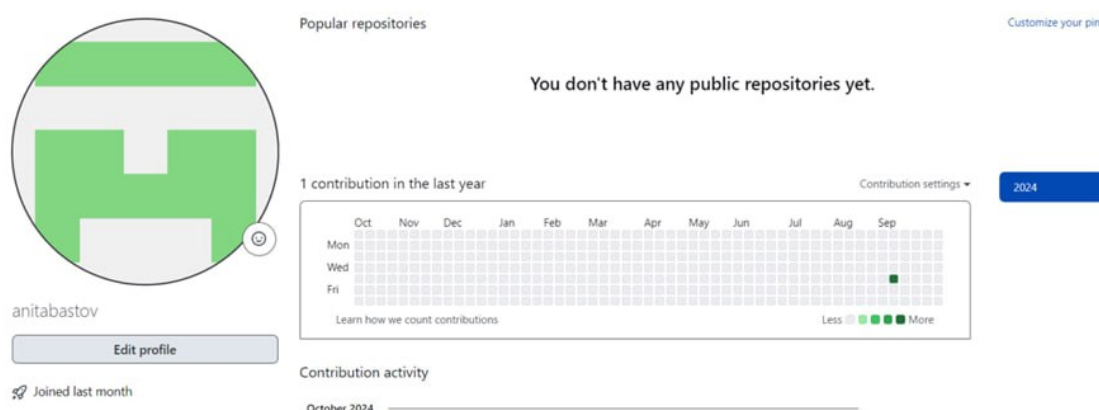 Popular repositories
Customize your
You don't have any public repositories yet.
1 contribution in the last year
Contribution settings
2024
Oct Nov Dec Jan Feb Mar Apr May Jun Jul Aug Sep
Mon
Wed
Fri
Learn how we count contributions
Less More
anitabastov
Edit profile
Joined last month
Contribution activity
October 2024